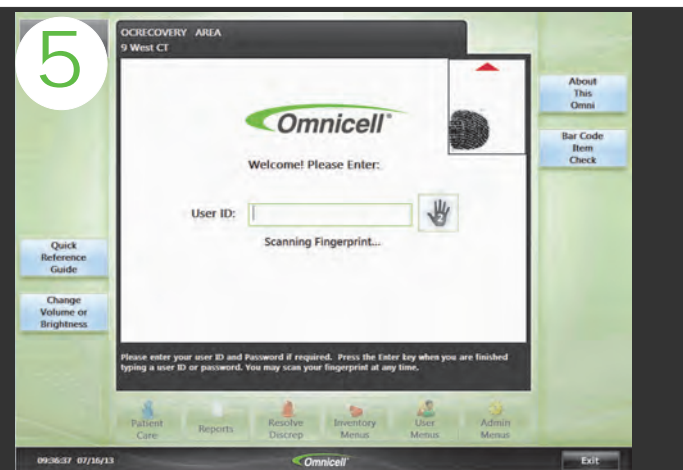 5
OCRECOVERY AREA
9 West CT
Omnicell
Welcome! Please Enter:
User ID:
2
Scanning Fingerprint...
About
This
Omni
Bar Code
Item
Check
Quick
Reference
Guide
Change
Volume or
Brightness
Please enter your user ID and Password if required. Press the Enter key when you are finished
typing a user ID or password. You may scan your fingerprint at any time.
Patient
Care
Reports
Resolve
Discrep
Inventory
Menus
User
Menus
Admin
Menus
09:36:37 07/16/13
Omnicell
Exit